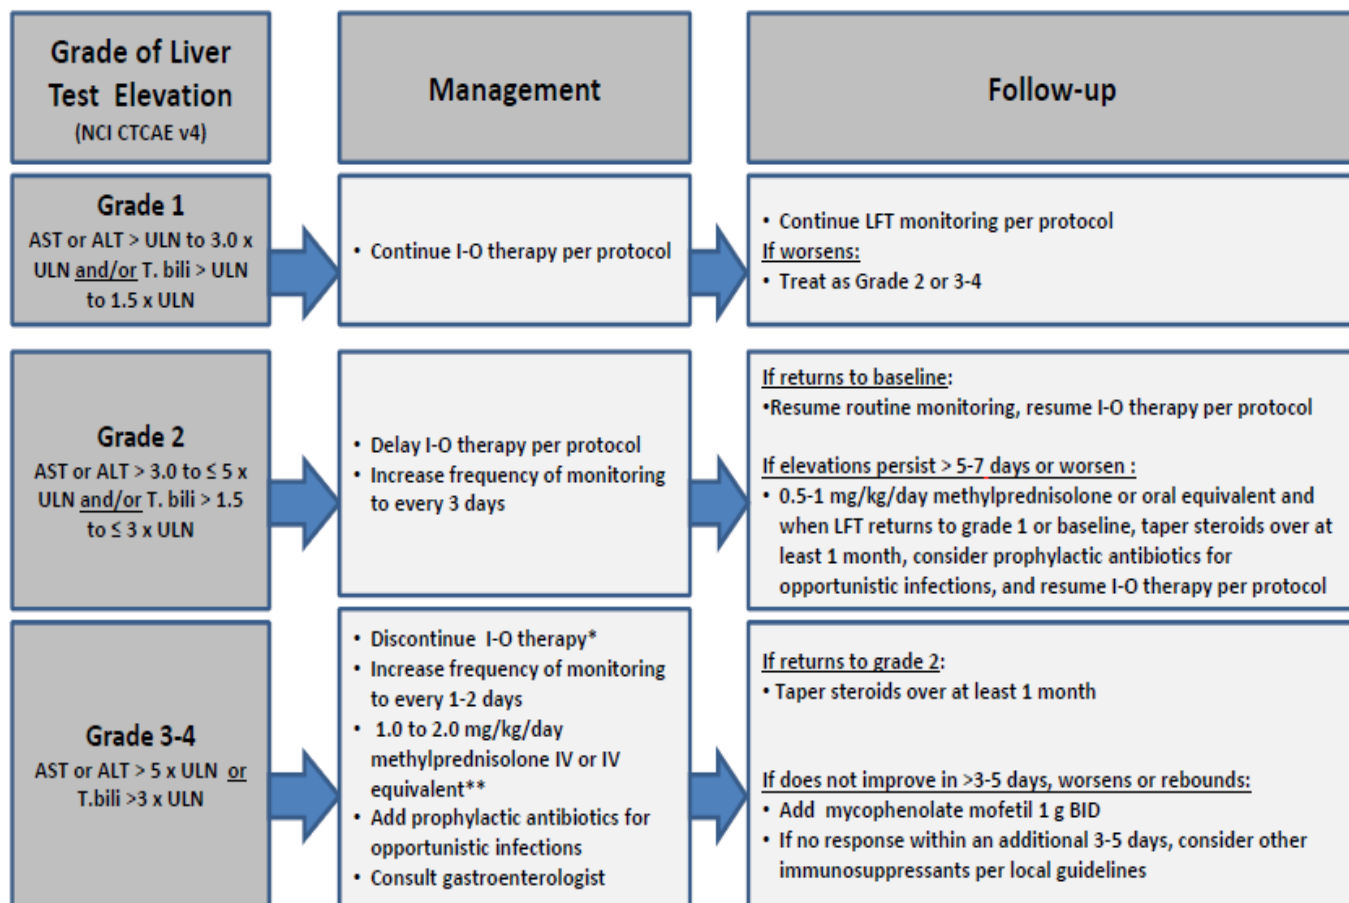 Grade of Liver
Test Elevation
(NCI CTCAE v4)
Management
Follow-up
Grade 1
AST or ALT > ULN to 3.0 x
ULN and/or T. bili > ULN
to 1.5 x ULN
• Continue I-O therapy per protocol
• Continue LFT monitoring per protocol
If worsens:
• Treat as Grade 2 or 3-4
Grade 2
AST or ALT > 3.0 to ≤ 5 x
ULN and/or T. bili > 1.5
to ≤ 3 x ULN
• Delay I-O therapy per protocol
• Increase frequency of monitoring
to every 3 days
If returns to baseline:
•Resume routine monitoring, resume I-O therapy per protocol
If elevations persist > 5-7 days or worsen :
• 0.5-1 mg/kg/day methylprednisolone or oral equivalent and
when LFT returns to grade 1 or baseline, taper steroids over at
least 1 month, consider prophylactic antibiotics for
opportunistic infections, and resume I-O therapy per protocol
Grade 3-4
AST or ALT > 5 x ULN or
T.bili >3 x ULN
• Discontinue I-O therapy*
• Increase frequency of monitoring
to every 1-2 days
• 1.0 to 2.0 mg/kg/day
methylprednisolone IV or IV
equivalent**
• Add prophylactic antibiotics for
opportunistic infections
• Consult gastroenterologist
If returns to grade 2:
• Taper steroids over at least 1 month
If does not improve in >3-5 days, worsens or rebounds:
• Add mycophenolate mofetil 1 g BID
• If no response within an additional 3-5 days, consider other
immunosuppressants per local guidelines